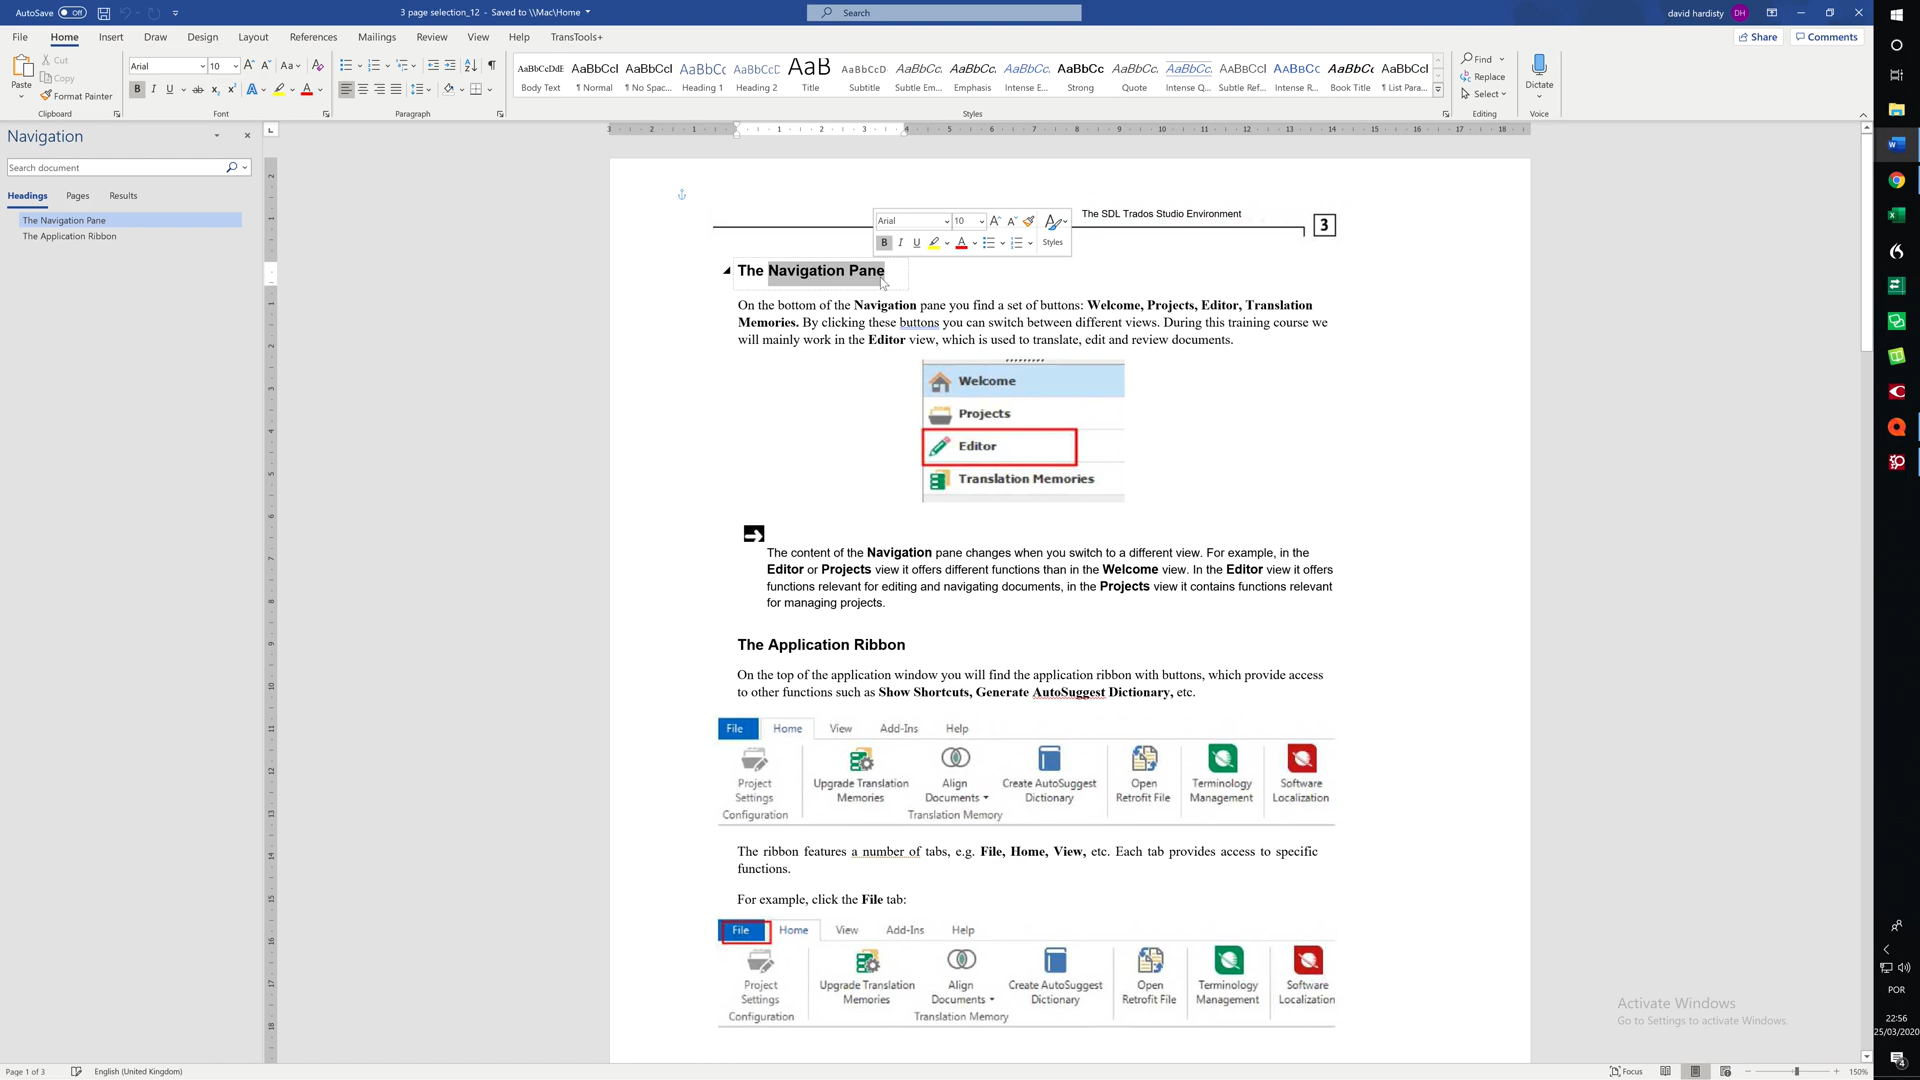 AutoSave Off
3 page selection_12 - Saved to \\Mac\Home
Search
david hardisty DH
File Home Insert Draw Design Layout References Mailings Review View Help TransTools+
Share Comments
Paste
Cut
Copy
Format Painter
Arial 10
AaBbCcDdE AaBbCcI AaBbCcI AaBbCc AaBbCcD AaB AaBbCcD AaBbCc. AaBbCc. AaBbCc. AaBbCc AaBbCc. AaBbCc. AaBbCcI AaBbCc. AaBbCc AaBbCcI
Body Text ¶ Normal ¶ No Spac... Heading 1 Heading 2 Title Subtitle Subtle Em... Emphasis Intense E... Strong Quote Intense Q... Subtle Ref... Intense R... Book Title ¶ List Para...
Find
Replace
Select
Dictate
Clipboard Font Paragraph Styles Editing Voice
Navigation
Search document
Headings Pages Results
The Navigation Pane
The Application Ribbon
The SDL Trados Studio Environment 3
Arial 10
Styles
The Navigation Pane
On the bottom of the Navigation pane you find a set of buttons: Welcome, Projects, Editor, Translation
Memories. By clicking these buttons you can switch between different views. During this training course we
will mainly work in the Editor view, which is used to translate, edit and review documents.
Welcome
Projects
Editor
Translation Memories
The content of the Navigation pane changes when you switch to a different view. For example, in the
Editor or Projects view it offers different functions than in the Welcome view. In the Editor view it offers
functions relevant for editing and navigating documents, in the Projects view it contains functions relevant
for managing projects.
The Application Ribbon
On the top of the application window you will find the application ribbon with buttons, which provide access
to other functions such as Show Shortcuts, Generate AutoSuggest Dictionary, etc.
File Home View Add-Ins Help
Project Settings
Upgrade Translation Memories
Align Documents
Create AutoSuggest Dictionary
Open Retrofit File
Terminology Management
Software Localization
Configuration Translation Memory
The ribbon features a number of tabs, e.g. File, Home, View, etc. Each tab provides access to specific
functions.
For example, click the File tab:
File Home View Add-Ins Help
Project Settings
Upgrade Translation Memories
Align Documents
Create AutoSuggest Dictionary
Open Retrofit File
Terminology Management
Software Localization
Configuration Translation Memory
Activate Windows
Go to Settings to activate Windows.
POR
22:56
25/03/2020
Page 1 of 3 English (United Kingdom)
Focus
150%